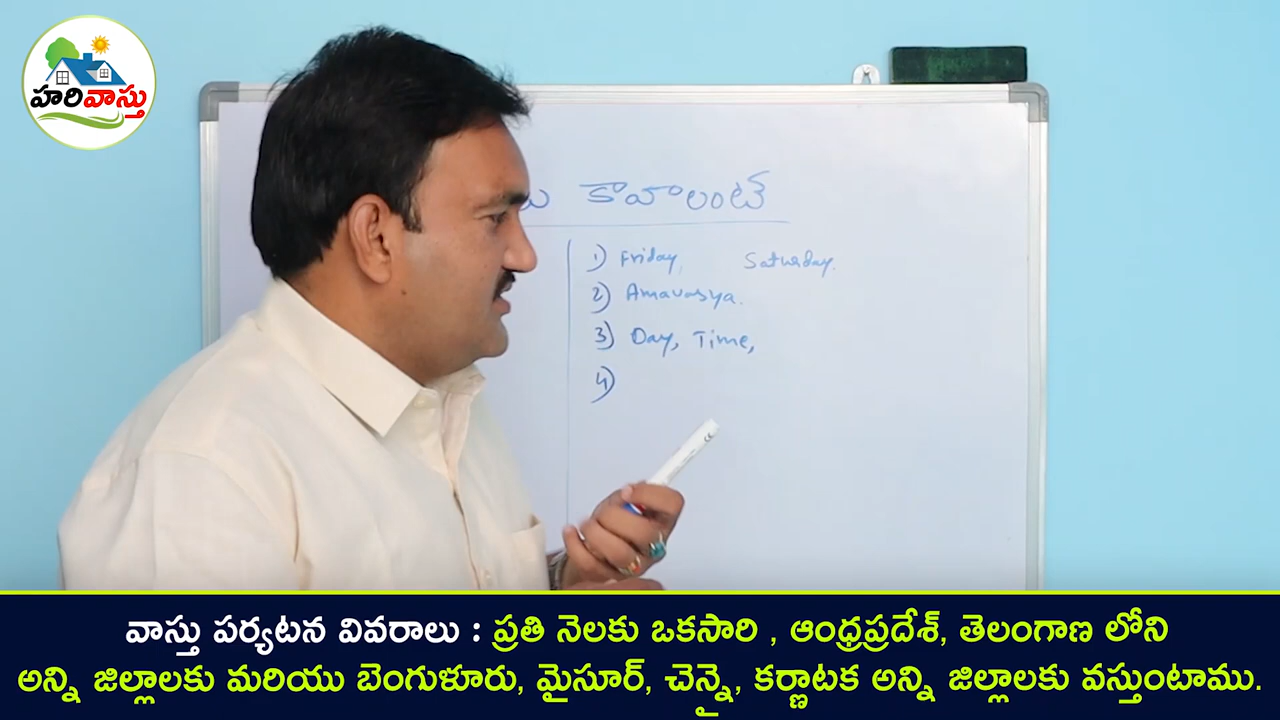 హరివాస్తు
కావాలంటే
1) Friday, Saturday.
2) Amavasya.
3) Day, Time,
4)
వాస్తు పర్యటన వివరాలు : ప్రతి నెలకు ఒకసారి , ఆంధ్రప్రదేశ్, తెలంగాణ లోని
అన్ని జిల్లాలకు మరియు బెంగుళూరు, మైసూర్, చెన్నై, కర్ణాటక అన్ని జిల్లాలకు వస్తుంటాము.